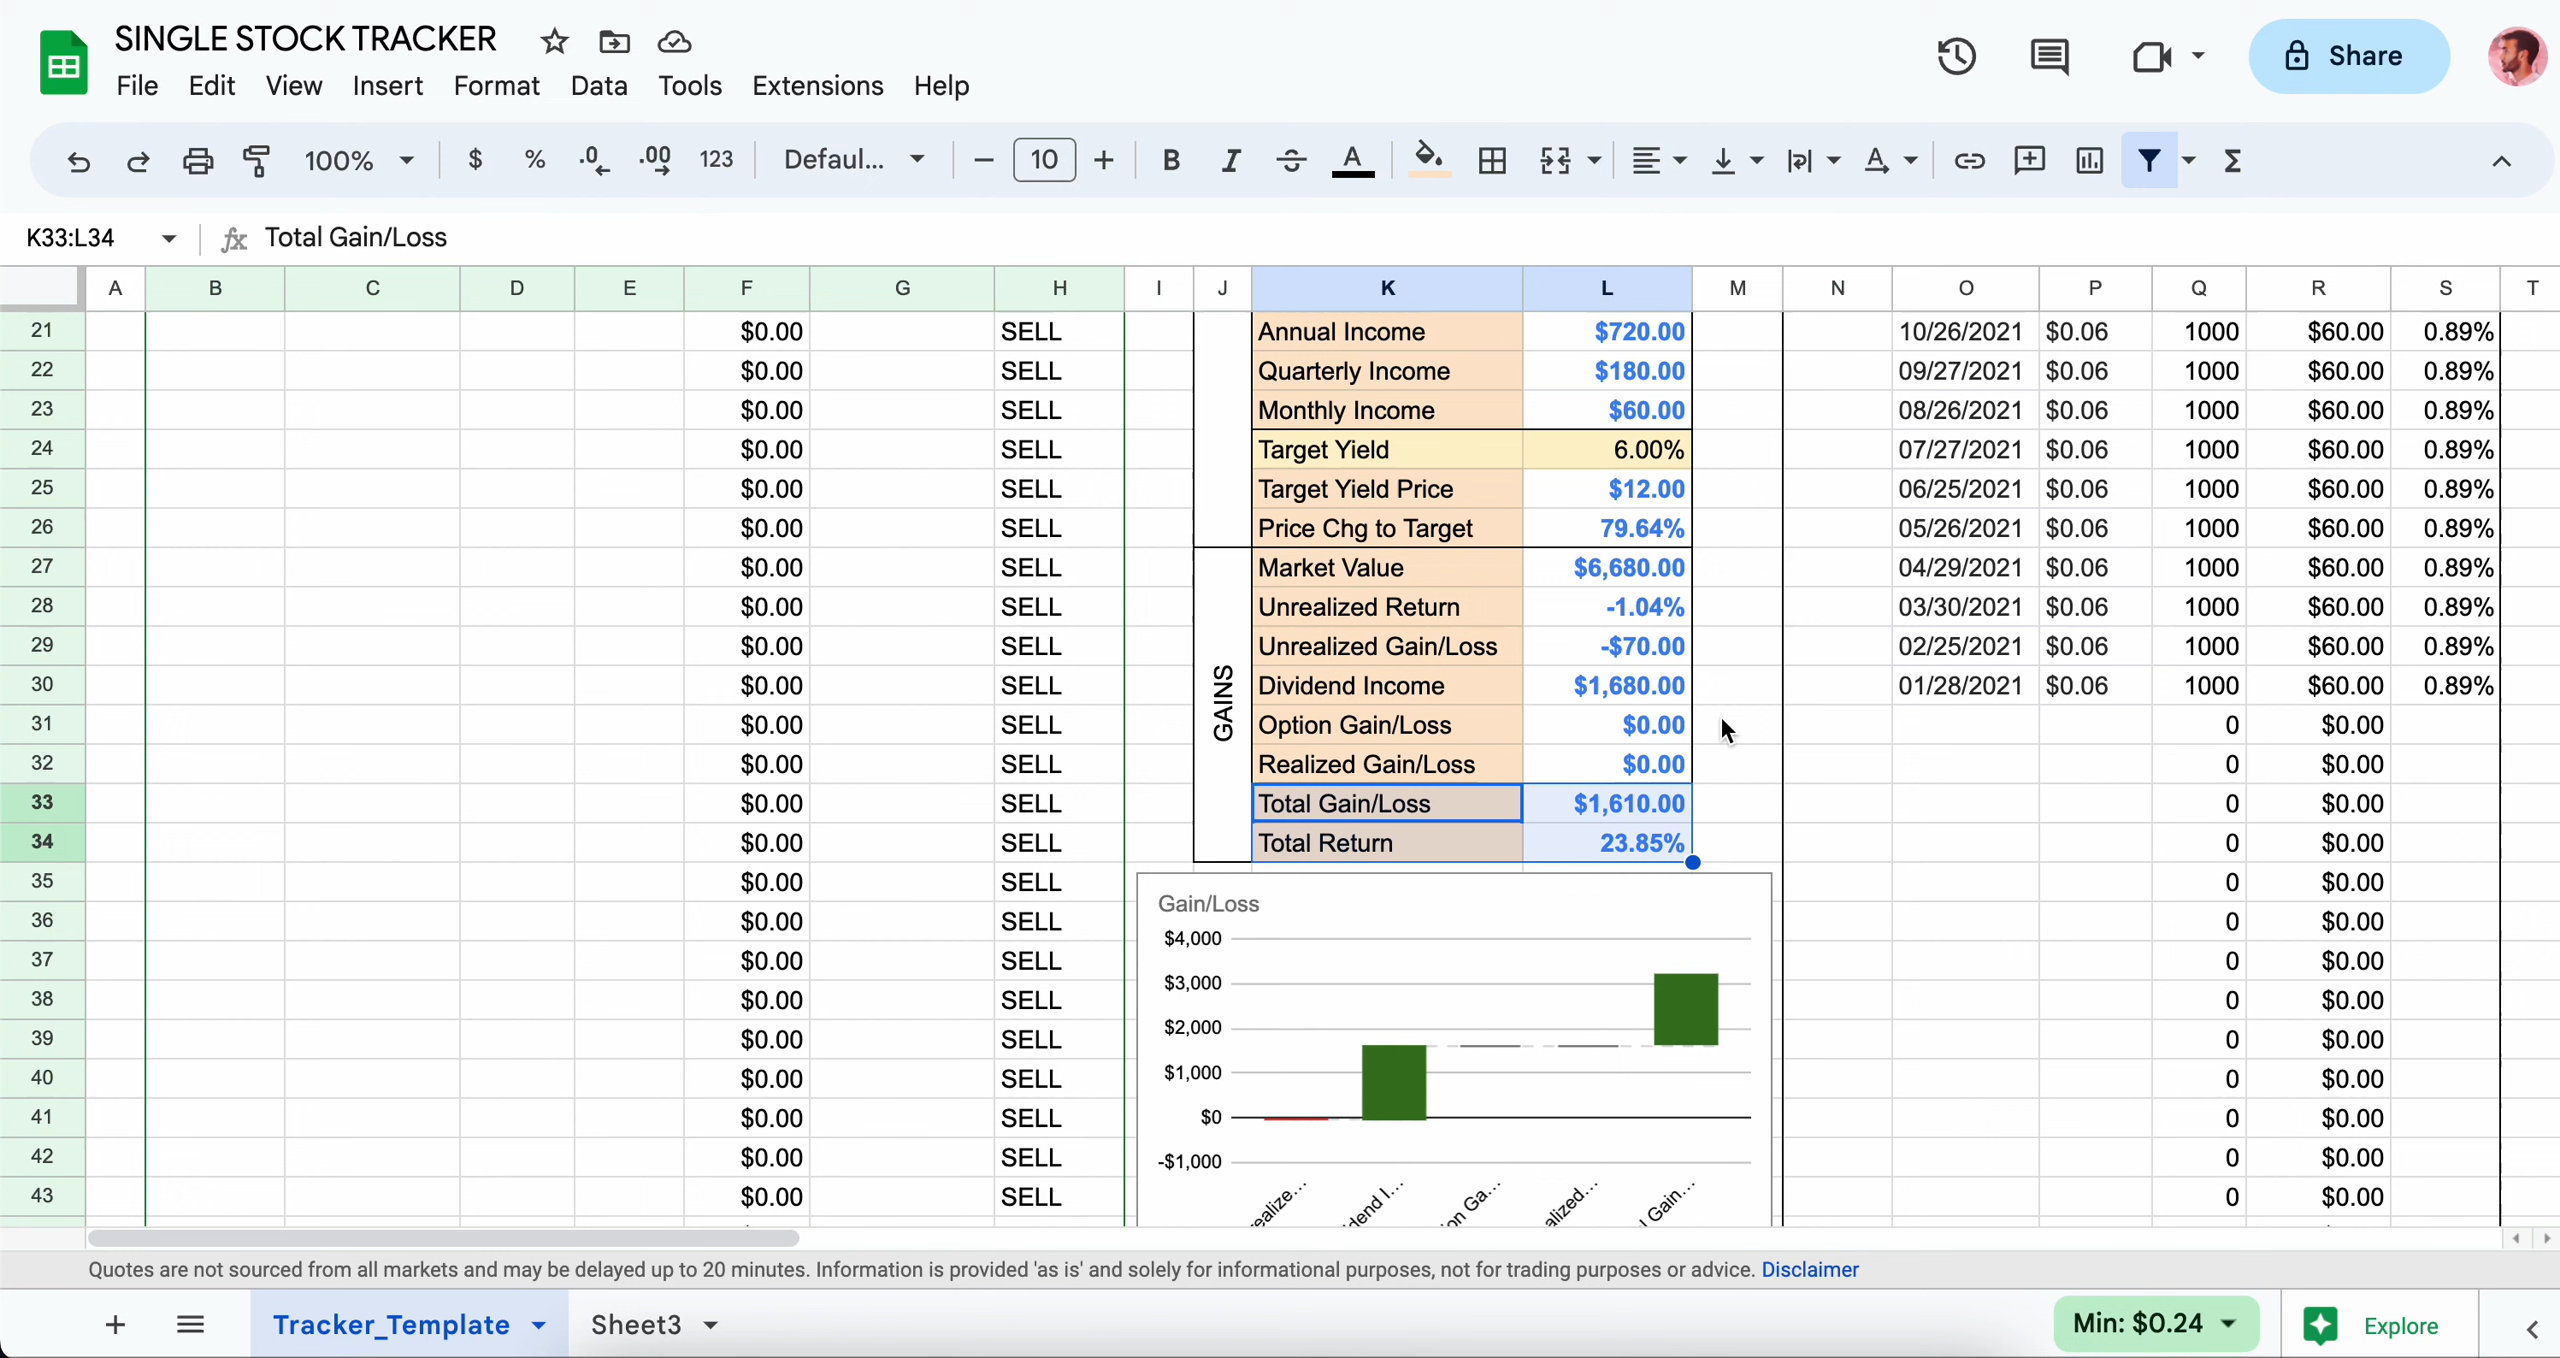 SINGLE STOCK TRACKER
File Edit View Insert Format Data Tools Extensions Help
Share
100% $ % .0 .00 123 Defaul... 10 B I A
K33:L34 Total Gain/Loss
A B C D E F G H I J K L M N O P Q R S T
21 $0.00 SELL Annual Income $720.00 10/26/2021 $0.06 1000 $60.00 0.89%
22 $0.00 SELL Quarterly Income $180.00 09/27/2021 $0.06 1000 $60.00 0.89%
23 $0.00 SELL Monthly Income $60.00 08/26/2021 $0.06 1000 $60.00 0.89%
24 $0.00 SELL Target Yield 6.00% 07/27/2021 $0.06 1000 $60.00 0.89%
25 $0.00 SELL Target Yield Price $12.00 06/25/2021 $0.06 1000 $60.00 0.89%
26 $0.00 SELL Price Chg to Target 79.64% 05/26/2021 $0.06 1000 $60.00 0.89%
27 $0.00 SELL Market Value $6,680.00 04/29/2021 $0.06 1000 $60.00 0.89%
28 $0.00 SELL Unrealized Return -1.04% 03/30/2021 $0.06 1000 $60.00 0.89%
29 $0.00 SELL Unrealized Gain/Loss -$70.00 02/25/2021 $0.06 1000 $60.00 0.89%
30 $0.00 SELL Dividend Income $1,680.00 01/28/2021 $0.06 1000 $60.00 0.89%
GAINS
31 $0.00 SELL Option Gain/Loss $0.00 0 $0.00
32 $0.00 SELL Realized Gain/Loss $0.00 0 $0.00
33 $0.00 SELL Total Gain/Loss $1,610.00 0 $0.00
34 $0.00 SELL Total Return 23.85% 0 $0.00
35 $0.00 SELL 0 $0.00
36 $0.00 SELL 0 $0.00
37 $0.00 SELL 0 $0.00
38 $0.00 SELL 0 $0.00
39 $0.00 SELL 0 $0.00
40 $0.00 SELL 0 $0.00
41 $0.00 SELL 0 $0.00
42 $0.00 SELL 0 $0.00
43 $0.00 SELL 0 $0.00
Gain/Loss
$4,000
$3,000
$2,000
$1,000
$0
-$1,000
ealize... dend I... on Ga... alized... l Gain...
Quotes are not sourced from all markets and may be delayed up to 20 minutes. Information is provided 'as is' and solely for informational purposes, not for trading purposes or advice. Disclaimer
Tracker_Template Sheet3 Min: $0.24 Explore